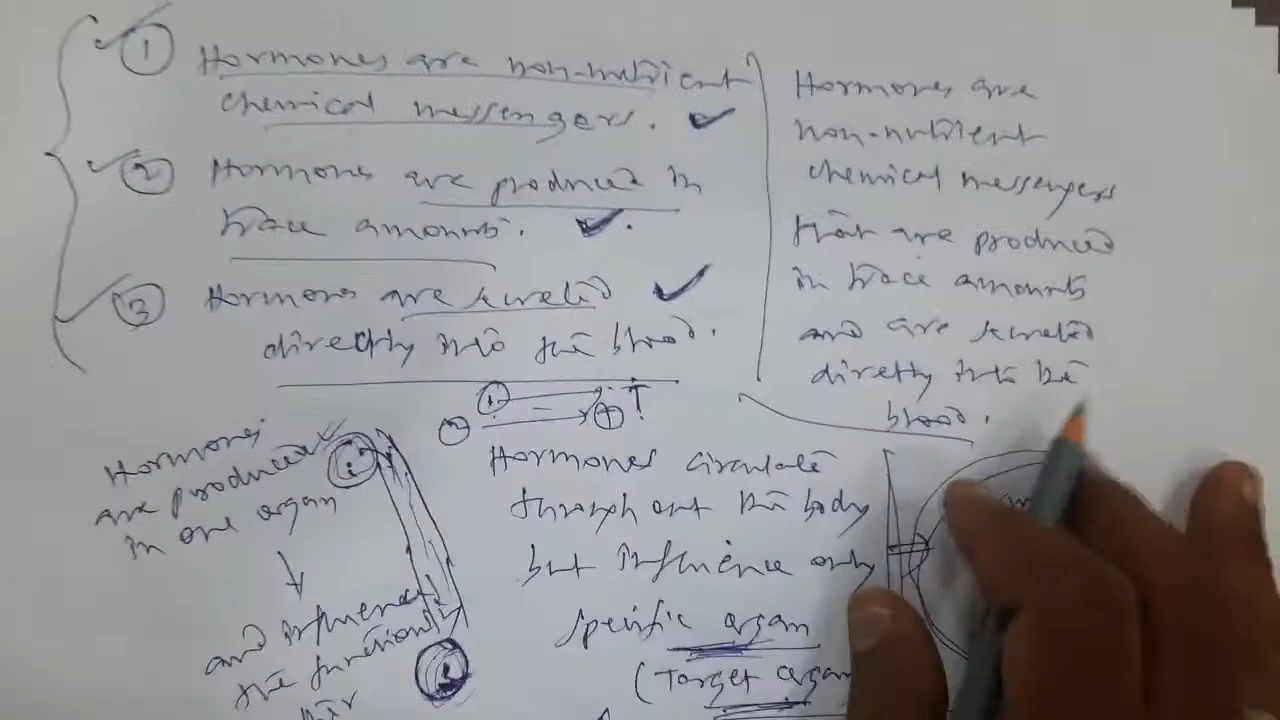 1 Hormones are non-nutrient
chemical messengers.
2 Hormones are produced in
trace amounts.
3 Hormones are secreted
directly into the blood.
Hormones are
non-nutrient
chemical messengers
that are produced
in trace amounts
and are secreted
directly into the
blood.
Hormones
are produced
in one organ
and influence
the function
Hormones circulate
through out the body
but influence only
specific organ
(Target organ